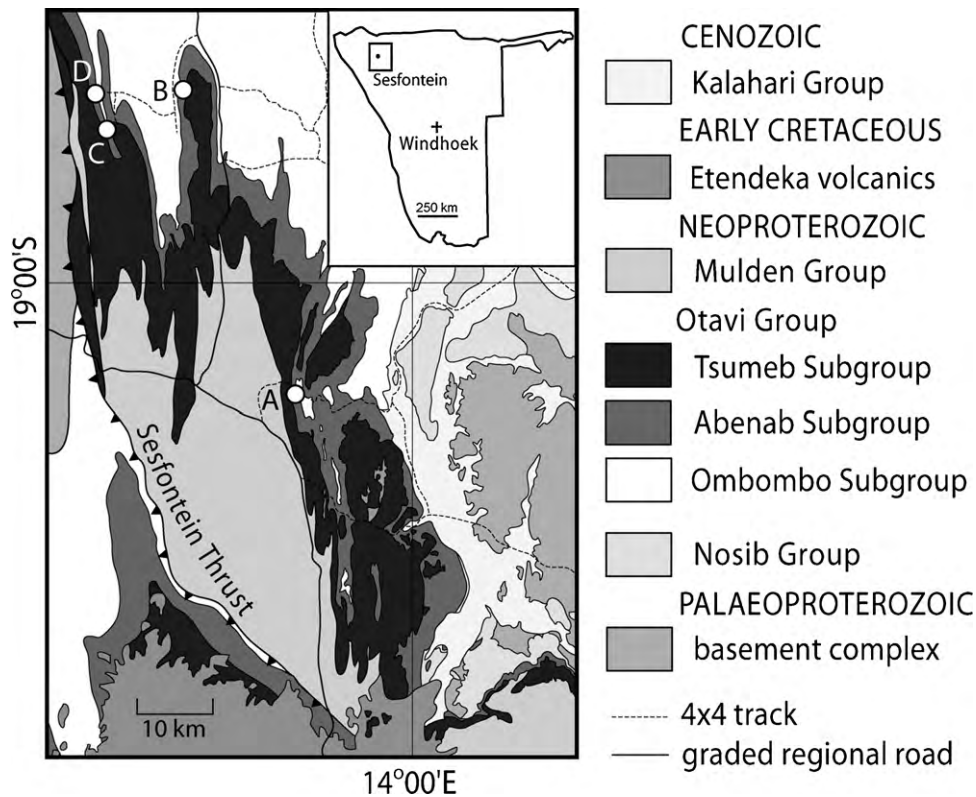 D
B
C
A
Sesfontein
Windhoek
250 km
19°00'S
Sesfontein Thrust
10 km
14°00'E
CENOZOIC
Kalahari Group
EARLY CRETACEOUS
Etendeka volcanics
NEOPROTEROZOIC
Mulden Group
Otavi Group
Tsumeb Subgroup
Abenab Subgroup
Ombombo Subgroup
Nosib Group
PALAEOPROTEROZOIC
basement complex
4x4 track
graded regional road